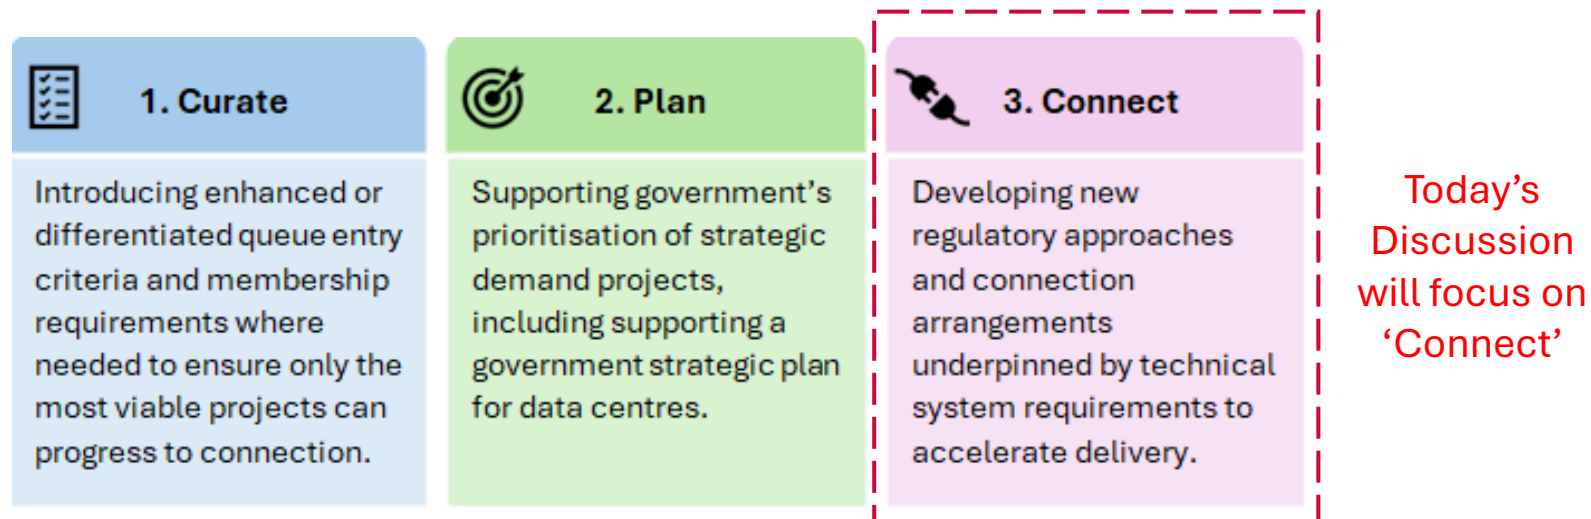 1. Curate
Introducing enhanced or
differentiated queue entry
criteria and membership
requirements where
needed to ensure only the
most viable projects can
progress to connection.
2. Plan
Supporting government’s
prioritisation of strategic
demand projects,
including supporting a
government strategic plan
for data centres.
3. Connect
Developing new
regulatory approaches
and connection
arrangements
underpinned by technical
system requirements to
accelerate delivery.
Today’s
Discussion
will focus on
‘Connect’